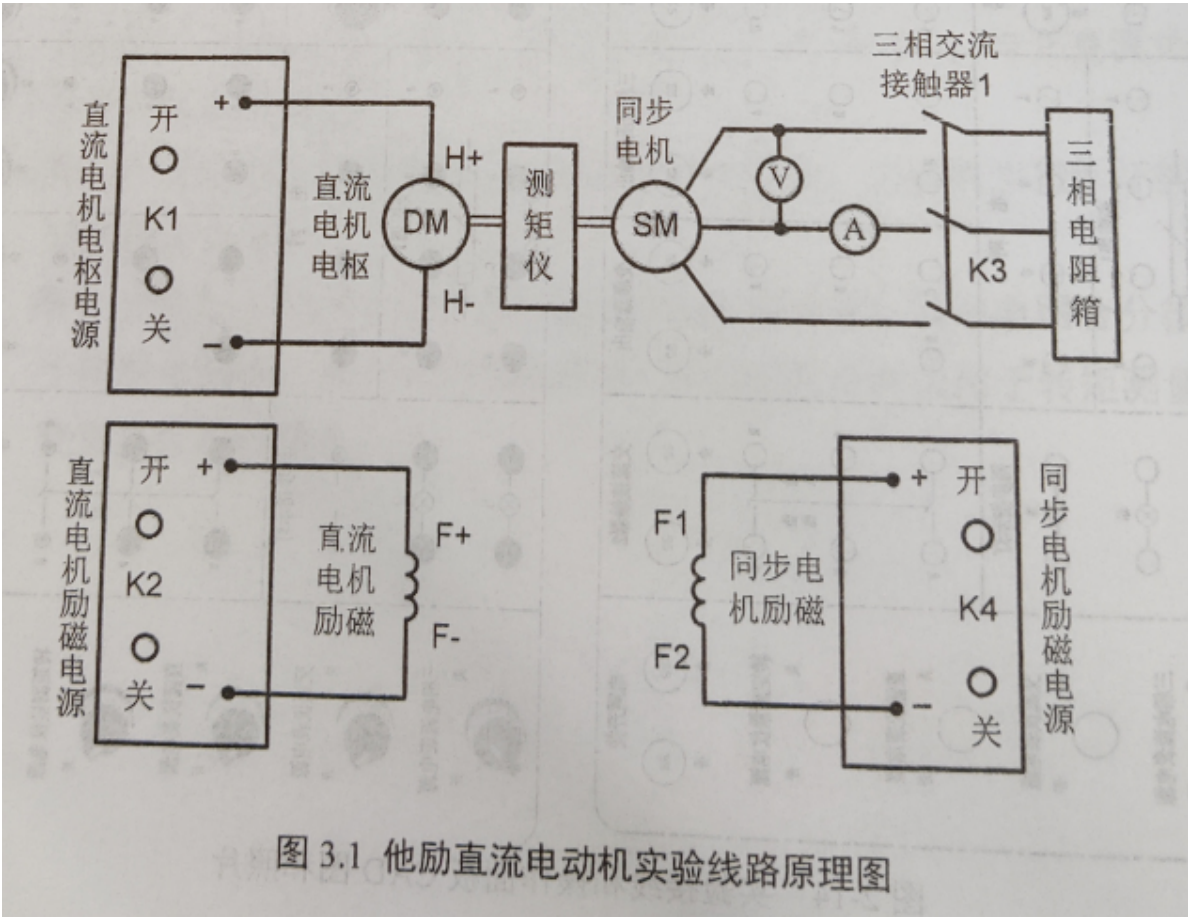 三相交流
接触器1
直流电机电枢电源
开
+
K1
关
−
直流
电机
电枢
H+
DM
H-
测矩仪
同步
电机
SM
V
A
K3
三相电阻箱
直流电机励磁电源
开
+
K2
关
−
直流
电机
励磁
F+
F-
F1
同步电
机励磁
F2
+
开
K4
−
关
同步电机励磁电源
图 3.1 他励直流电动机实验线路原理图